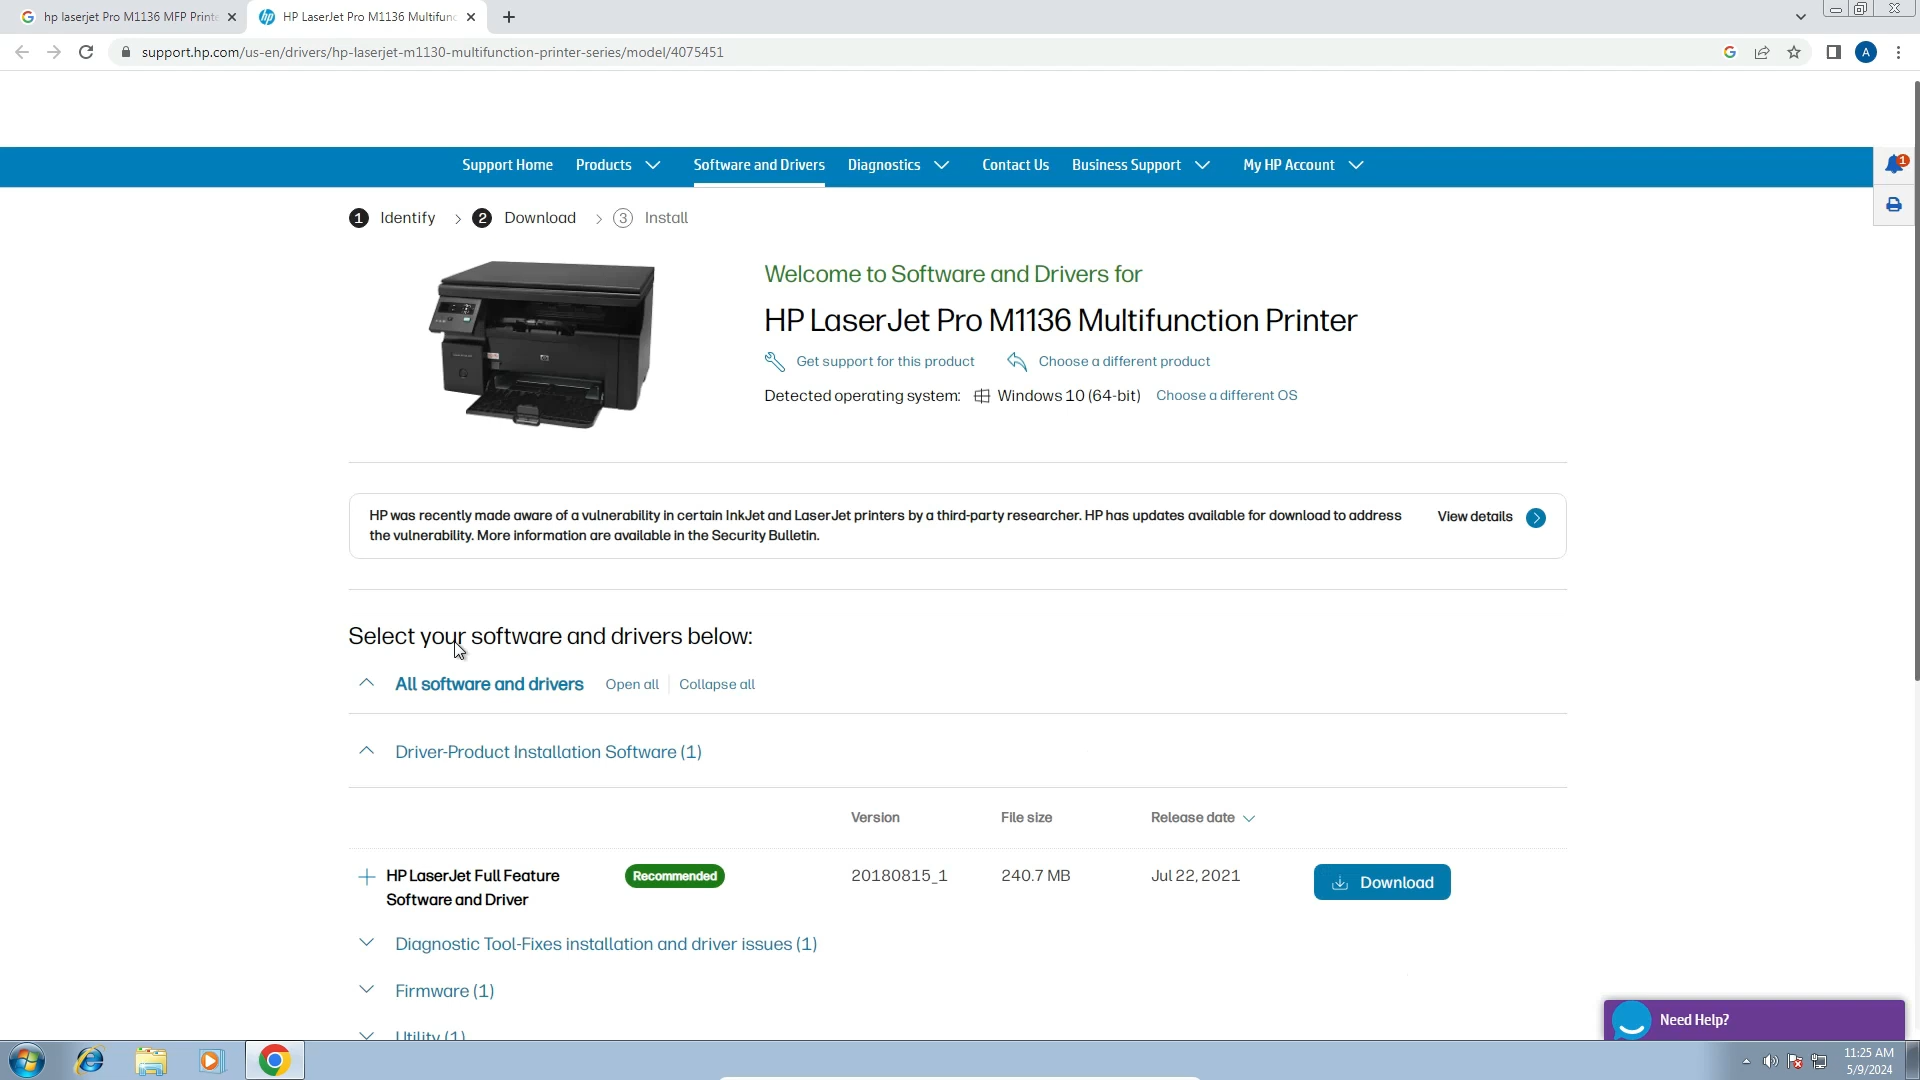 hp laserjet Pro M1136 MFP Printe
HP LaserJet Pro M1136 Multifunc
support.hp.com/us-en/drivers/hp-laserjet-m1130-multifunction-printer-series/model/4075451
A
Support Home Products Software and Drivers Diagnostics Contact Us Business Support My HP Account
1
1 Identify > 2 Download > 3 Install
Welcome to Software and Drivers for
HP LaserJet Pro M1136 Multifunction Printer
Get support for this product Choose a different product
Detected operating system: Windows 10 (64-bit) Choose a different OS
HP was recently made aware of a vulnerability in certain InkJet and LaserJet printers by a third-party researcher. HP has updates available for download to address
the vulnerability. More information are available in the Security Bulletin.
View details
Select your software and drivers below:
All software and drivers Open all Collapse all
Driver-Product Installation Software (1)
Version File size Release date
HP LaserJet Full Feature
Software and Driver
Recommended 20180815_1 240.7 MB Jul 22, 2021 Download
Diagnostic Tool-Fixes installation and driver issues (1)
Firmware (1)
Utility (1)
Need Help?
11:25 AM
5/9/2024